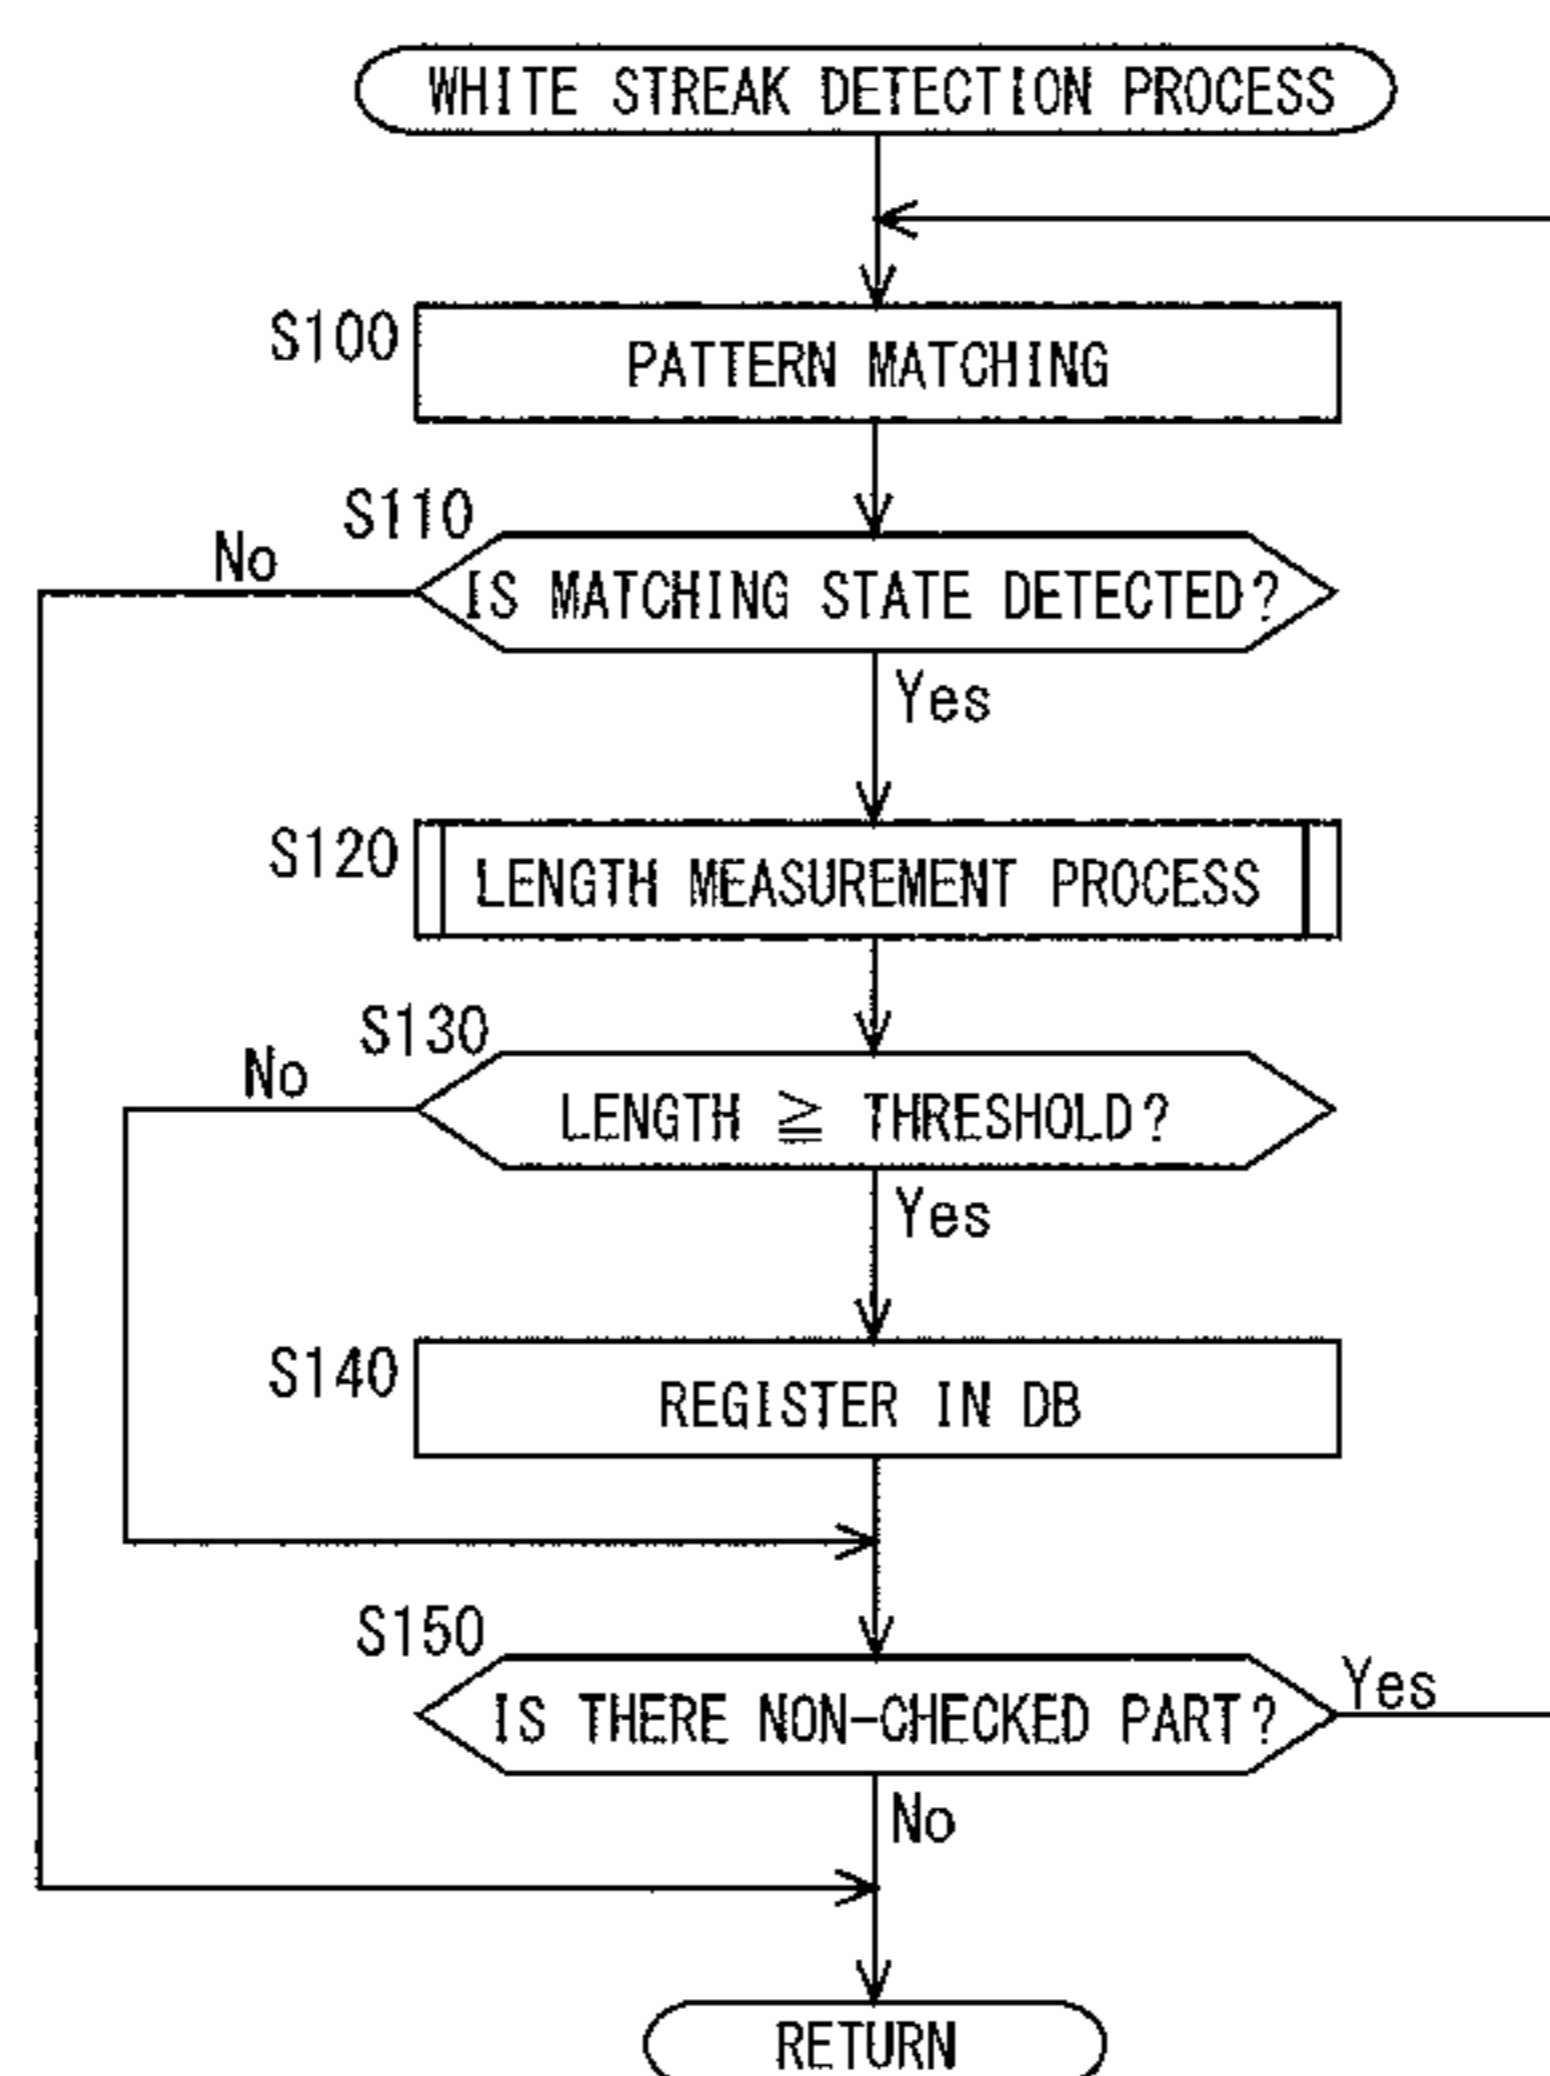 WHITE STREAK DETECTION PROCESS
S100
PATTERN MATCHING
S110
No
IS MATCHING STATE DETECTED?
Yes
S120
LENGTH MEASUREMENT PROCESS
S130
No
LENGTH ≧ THRESHOLD?
Yes
S140
REGISTER IN DB
S150
IS THERE NON-CHECKED PART?
Yes
No
RETURN